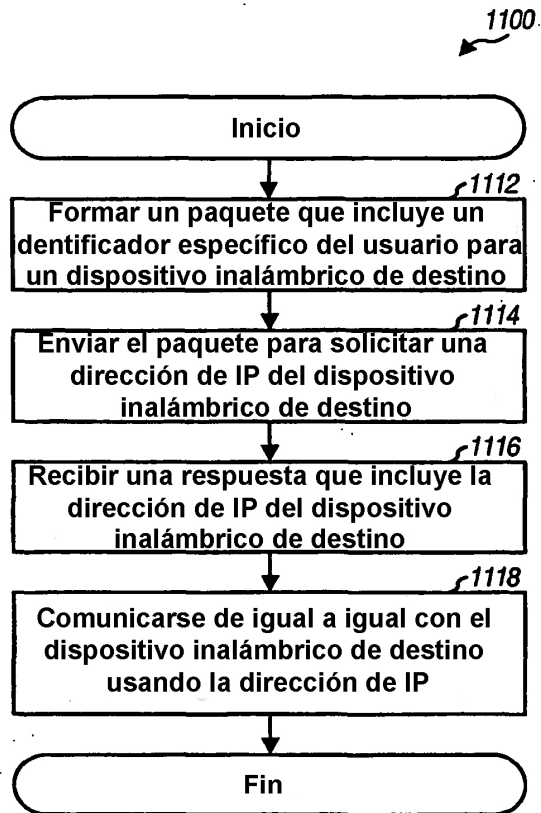 1100
Inicio
1112
Formar un paquete que incluye un
identificador específico del usuario para
un dispositivo inalámbrico de destino
1114
Enviar el paquete para solicitar una
dirección de IP del dispositivo
inalámbrico de destino
1116
Recibir una respuesta que incluye la
dirección de IP del dispositivo
inalámbrico de destino
1118
Comunicarse de igual a igual con el
dispositivo inalámbrico de destino
usando la dirección de IP
Fin